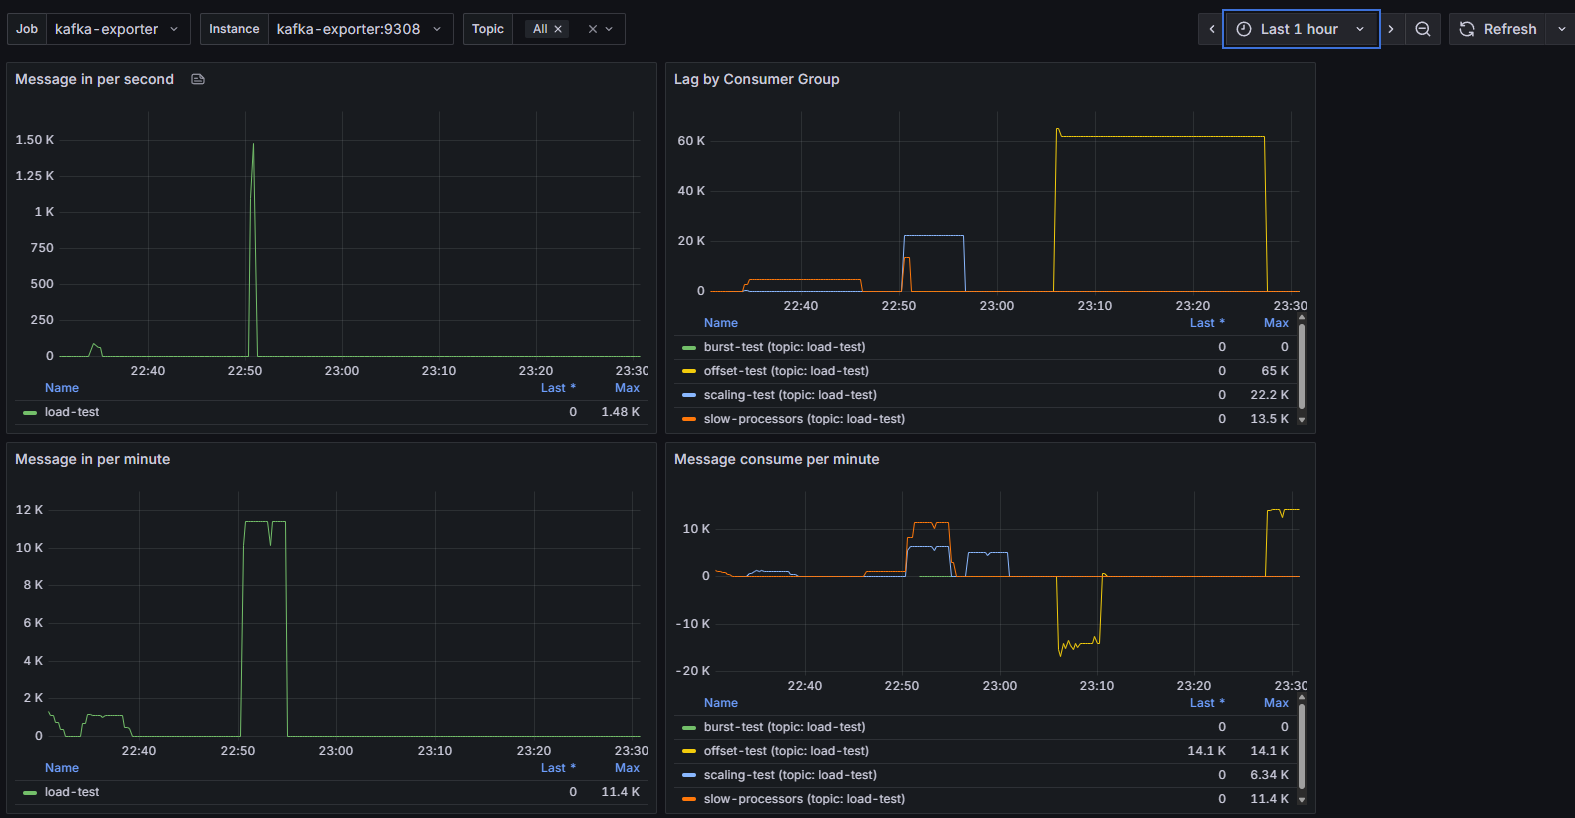 Job kafka-exporter Instance kafka-exporter:9308 Topic All Last 1 hour Refresh
Message in per second
1.50 K
1.25 K
1 K
750
500
250
0
22:40 22:50 23:00 23:10 23:20 23:30
Name Last * Max
load-test 0 1.48 K
Lag by Consumer Group
60 K
40 K
20 K
0
22:40 22:50 23:00 23:10 23:20 23:30
Name Last * Max
burst-test (topic: load-test) 0 0
offset-test (topic: load-test) 0 65 K
scaling-test (topic: load-test) 0 22.2 K
slow-processors (topic: load-test) 0 13.5 K
Message in per minute
12 K
10 K
8 K
6 K
4 K
2 K
0
22:40 22:50 23:00 23:10 23:20 23:30
Name Last * Max
load-test 0 11.4 K
Message consume per minute
10 K
0
-10 K
-20 K
22:40 22:50 23:00 23:10 23:20 23:30
Name Last * Max
burst-test (topic: load-test) 0 0
offset-test (topic: load-test) 14.1 K 14.1 K
scaling-test (topic: load-test) 0 6.34 K
slow-processors (topic: load-test) 0 11.4 K